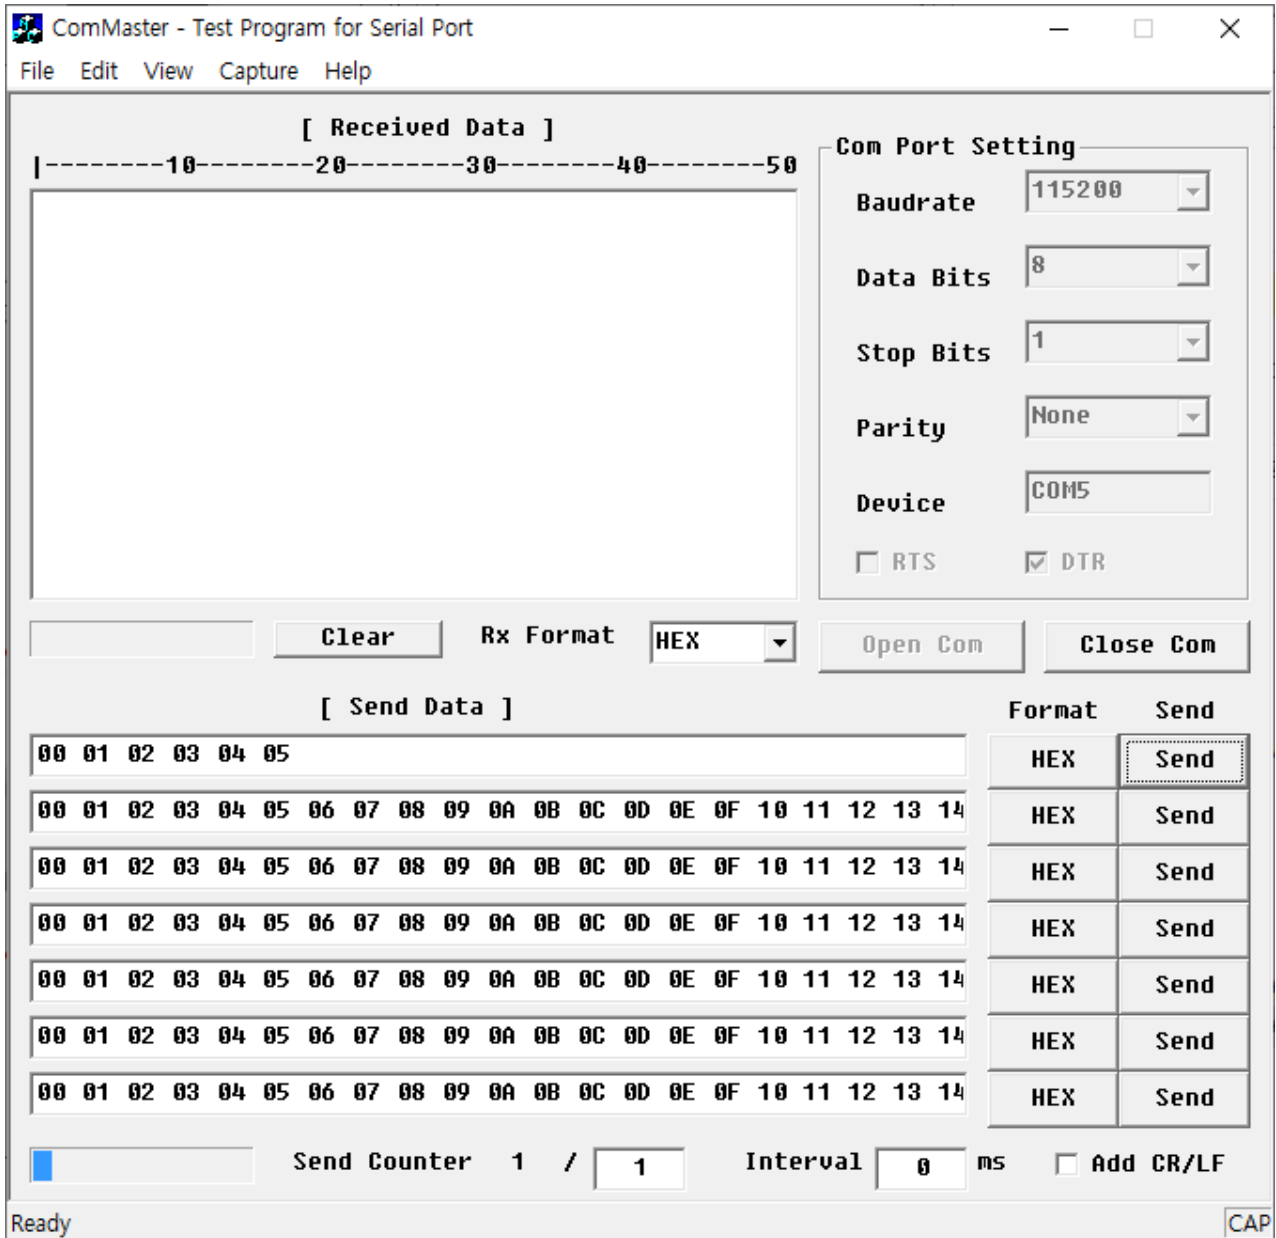 ComMaster - Test Program for Serial Port
File Edit View Capture Help
[ Received Data ]
|--------10--------20--------30--------40--------50
Com Port Setting
Baudrate 115200
Data Bits 8
Stop Bits 1
Parity None
Device COM5
RTS DTR
Clear Rx Format HEX Open Com Close Com
[ Send Data ] Format Send
00 01 02 03 04 05 HEX Send
00 01 02 03 04 05 06 07 08 09 0A 0B 0C 0D 0E 0F 10 11 12 13 14 HEX Send
00 01 02 03 04 05 06 07 08 09 0A 0B 0C 0D 0E 0F 10 11 12 13 14 HEX Send
00 01 02 03 04 05 06 07 08 09 0A 0B 0C 0D 0E 0F 10 11 12 13 14 HEX Send
00 01 02 03 04 05 06 07 08 09 0A 0B 0C 0D 0E 0F 10 11 12 13 14 HEX Send
00 01 02 03 04 05 06 07 08 09 0A 0B 0C 0D 0E 0F 10 11 12 13 14 HEX Send
00 01 02 03 04 05 06 07 08 09 0A 0B 0C 0D 0E 0F 10 11 12 13 14 HEX Send
Send Counter 1 / 1 Interval 0 ms Add CR/LF
Ready CAP